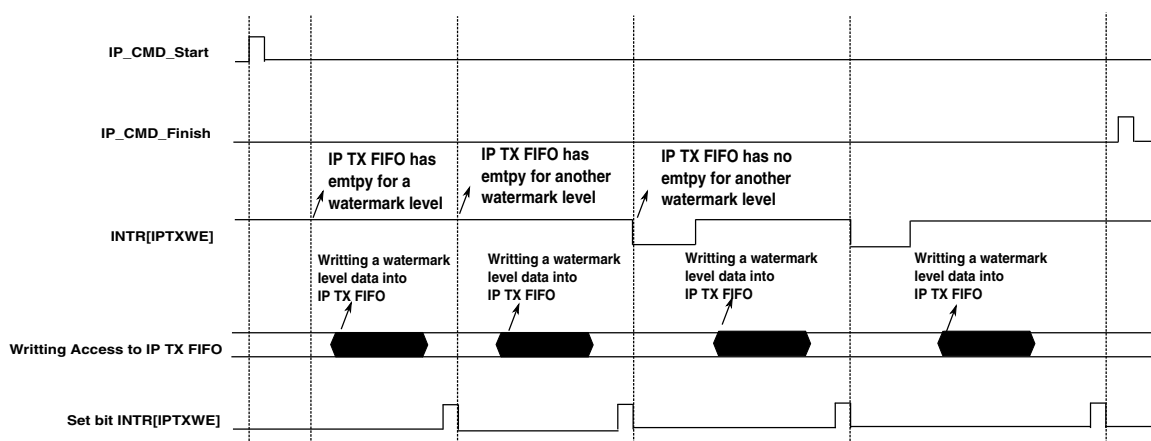 IP_CMD_Start
IP_CMD_Finish
IP TX FIFO has
emtpy for a
watermark level
IP TX FIFO has
emtpy for another
watermark level
IP TX FIFO has no
emtpy for another
watermark level
INTR[IPTXWE]
Writting a watermark
level data into
IP TX FIFO
Writting a watermark
level data into
IP TX FIFO
Writting a watermark
level data into
IP TX FIFO
Writting a watermark
level data into
IP TX FIFO
Writting Access to IP TX FIFO
Set bit INTR[IPTXWE]